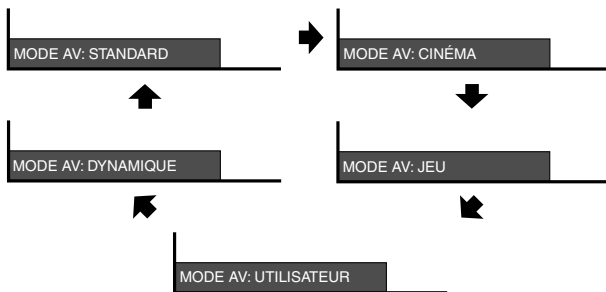 MODE AV: STANDARD
MODE AV: CINÉMA
MODE AV: DYNAMIQUE
MODE AV: JEU
MODE AV: UTILISATEUR